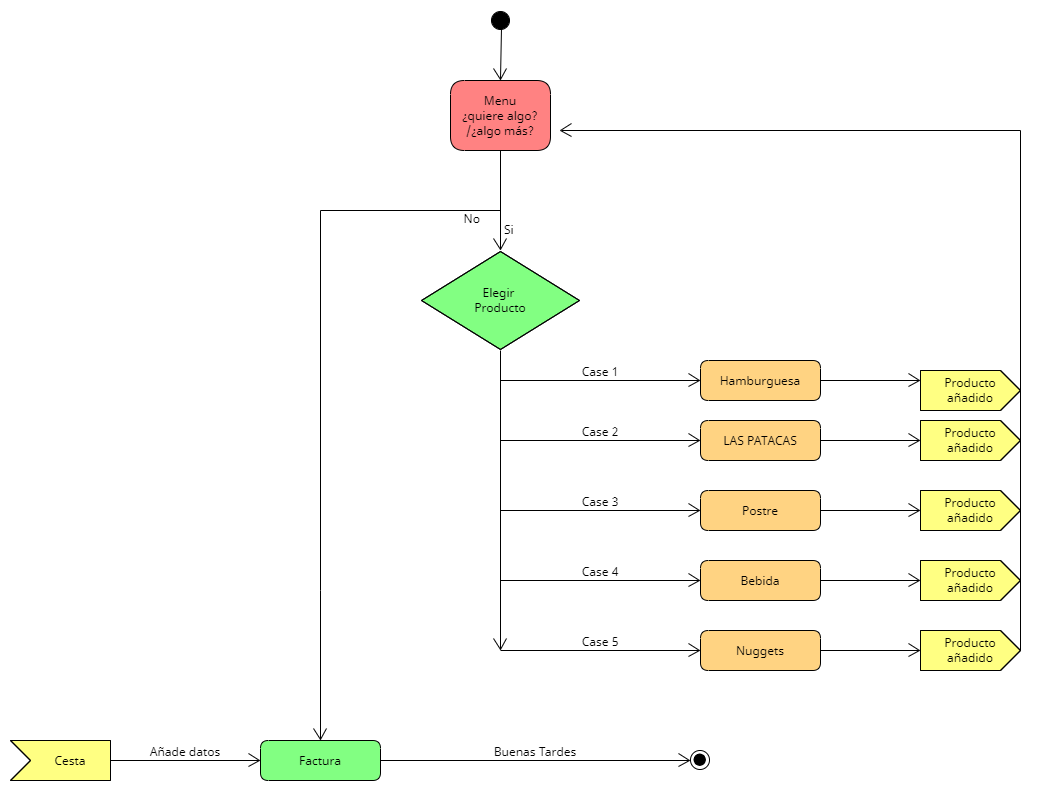 Menu
¿quiere algo?
/¿algo más?
No
Si
Elegir
Producto
Case 1
Hamburguesa
Producto
añadido
Case 2
LAS PATACAS
Producto
añadido
Case 3
Postre
Producto
añadido
Case 4
Bebida
Producto
añadido
Case 5
Nuggets
Producto
añadido
Cesta
Añade datos
Factura
Buenas Tardes